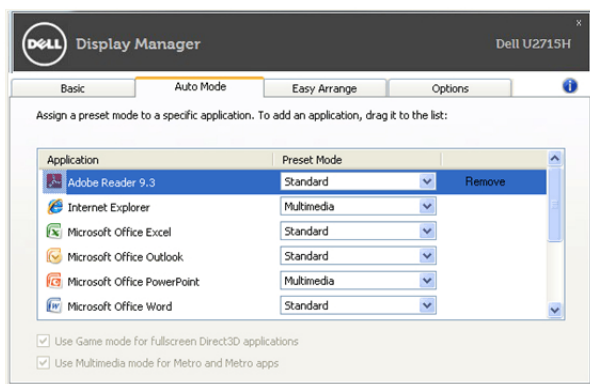 x
DELL Display Manager Dell U2715H
Basic Auto Mode Easy Arrange Options i
Assign a preset mode to a specific application. To add an application, drag it to the list:
Application Preset Mode
Adobe Reader 9.3 Standard Remove
Internet Explorer Multimedia
Microsoft Office Excel Standard
Microsoft Office Outlook Standard
Microsoft Office PowerPoint Multimedia
Microsoft Office Word Standard
Use Game mode for fullscreen Direct3D applications
Use Multimedia mode for Metro and Metro apps